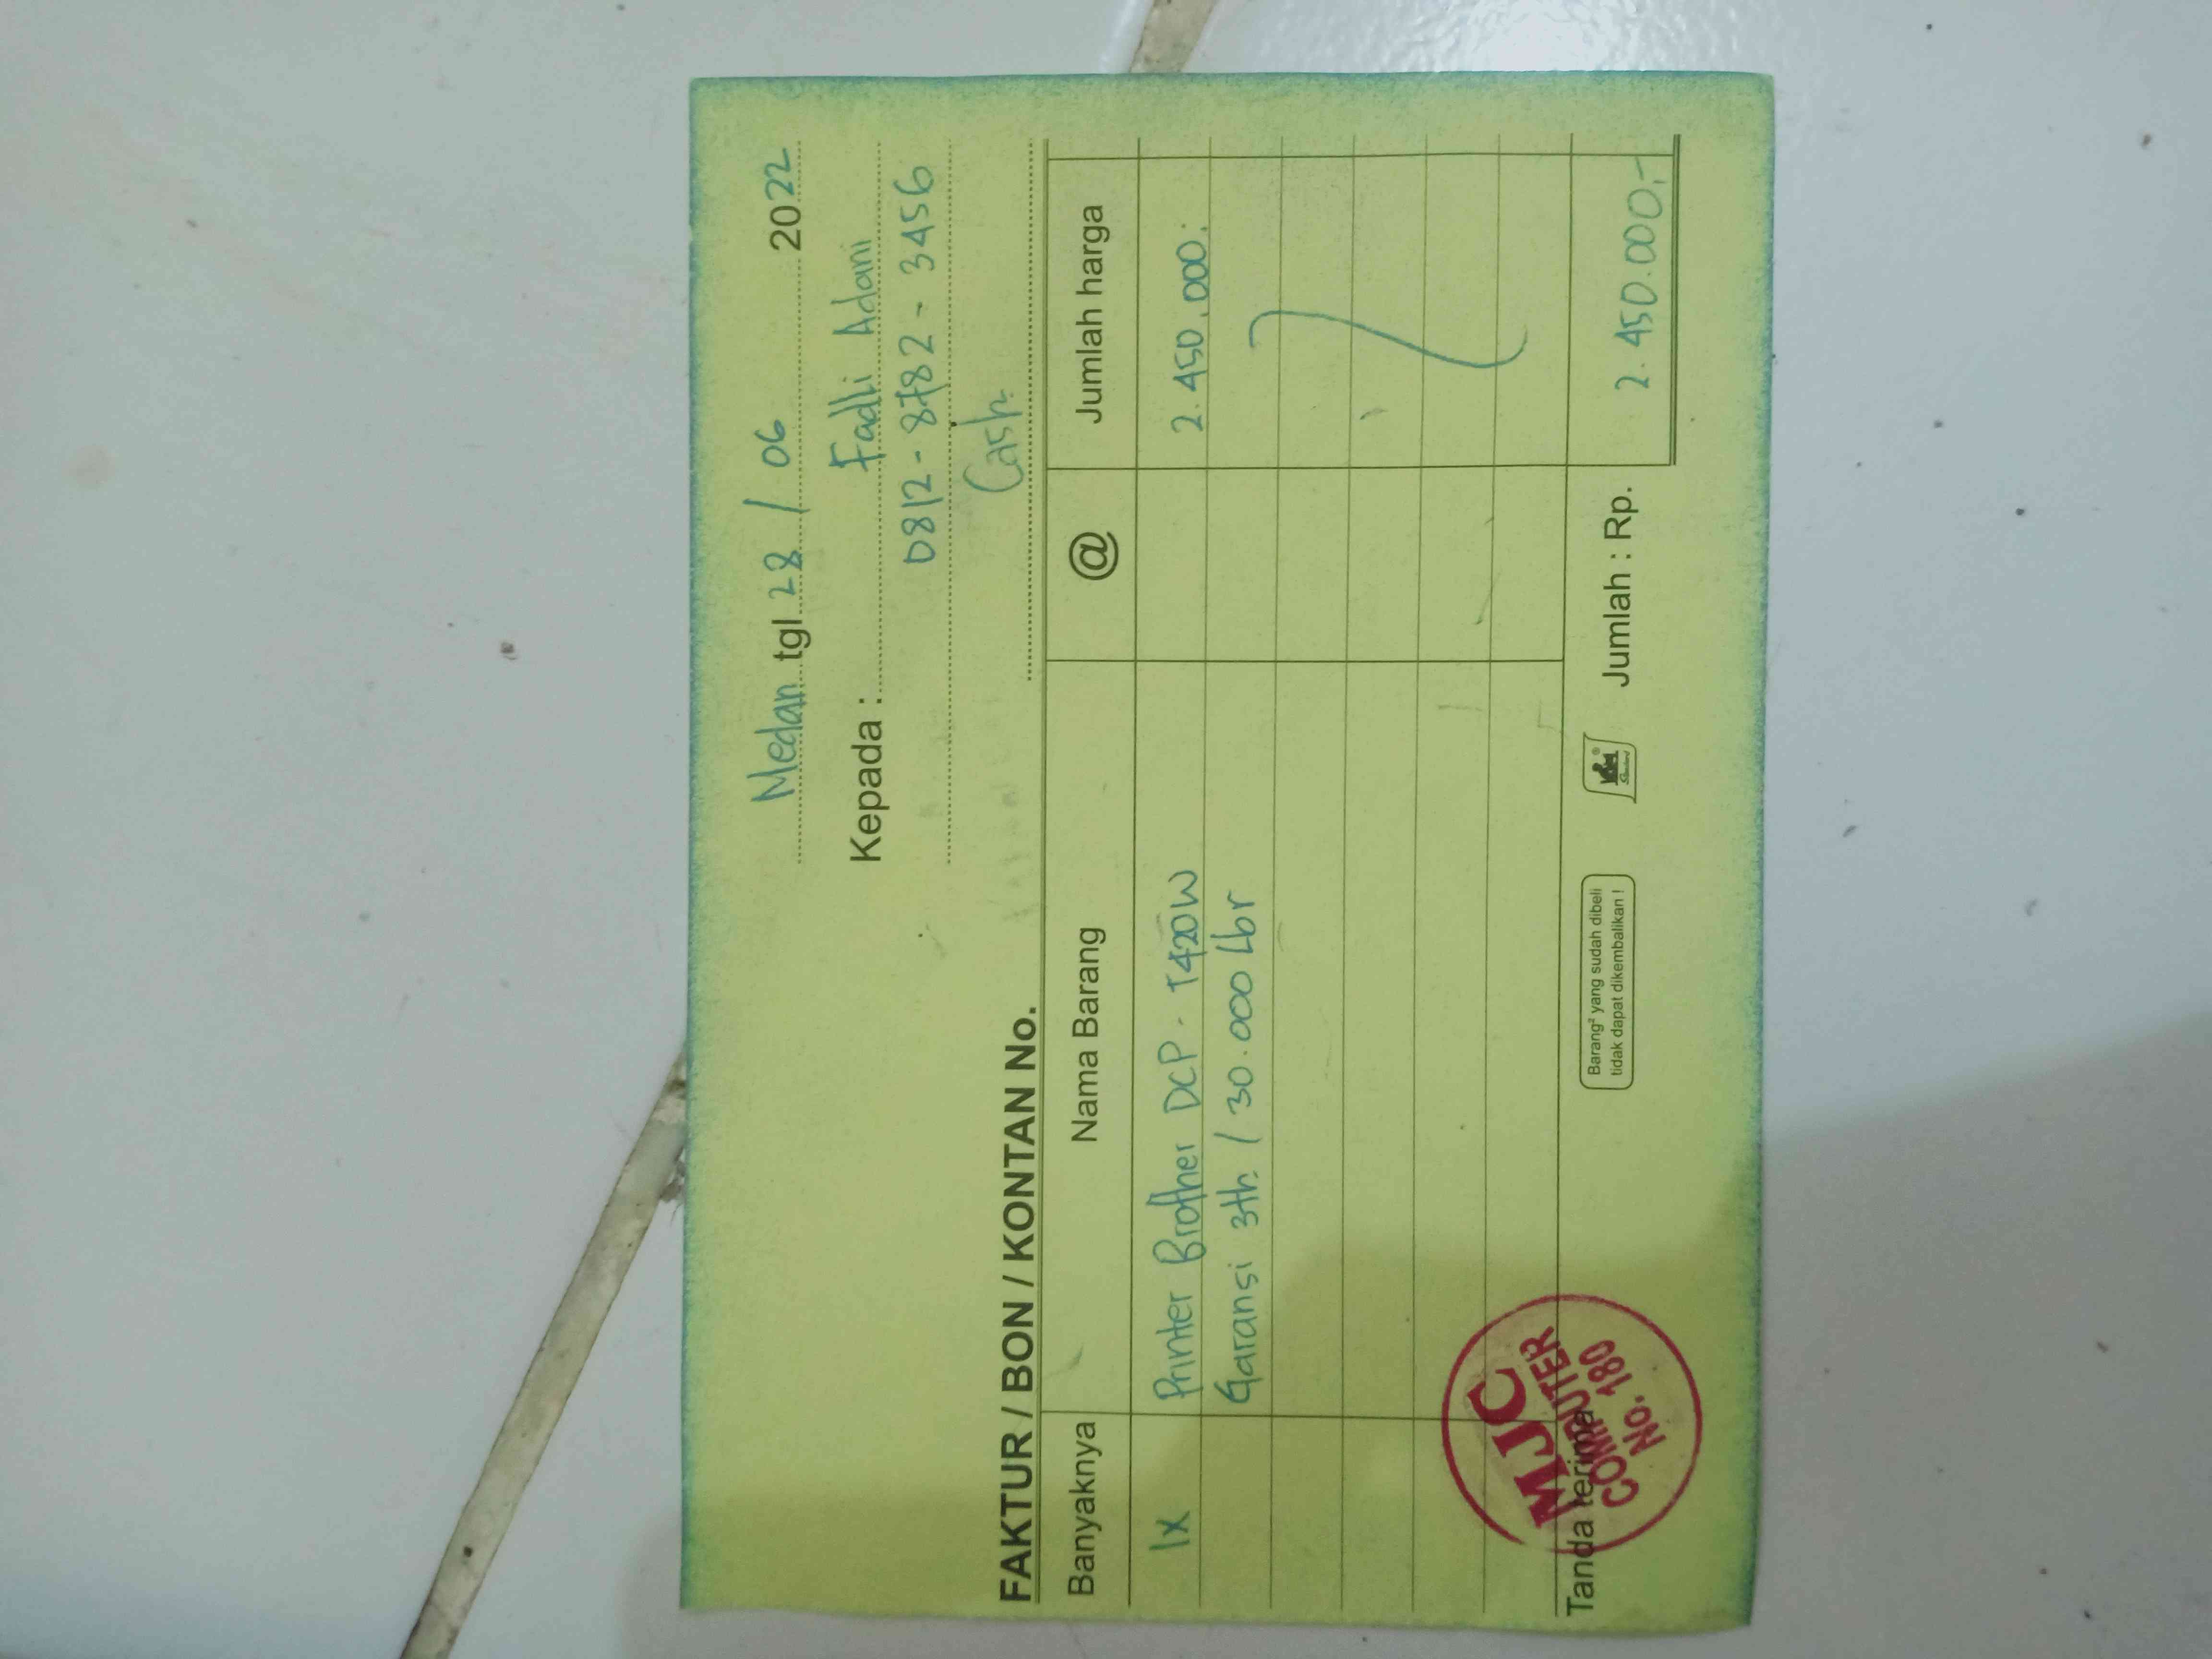 Medan tgl 28 / 06 2022
Kepada : Fadli Adani
0812 - 8782 - 3456
Cash
FAKTUR / BON / KONTAN No.
Banyaknya Nama Barang @ Jumlah harga
1x Printer Brother DCP - T420W 2.450.000:
Garansi 3th / 30.000 Lbr
Tanda terima Barang² yang sudah dibeli Jumlah : Rp. 2.450.000,-
tidak dapat dikembalikan !
MJC
COMPUTER
No. 180